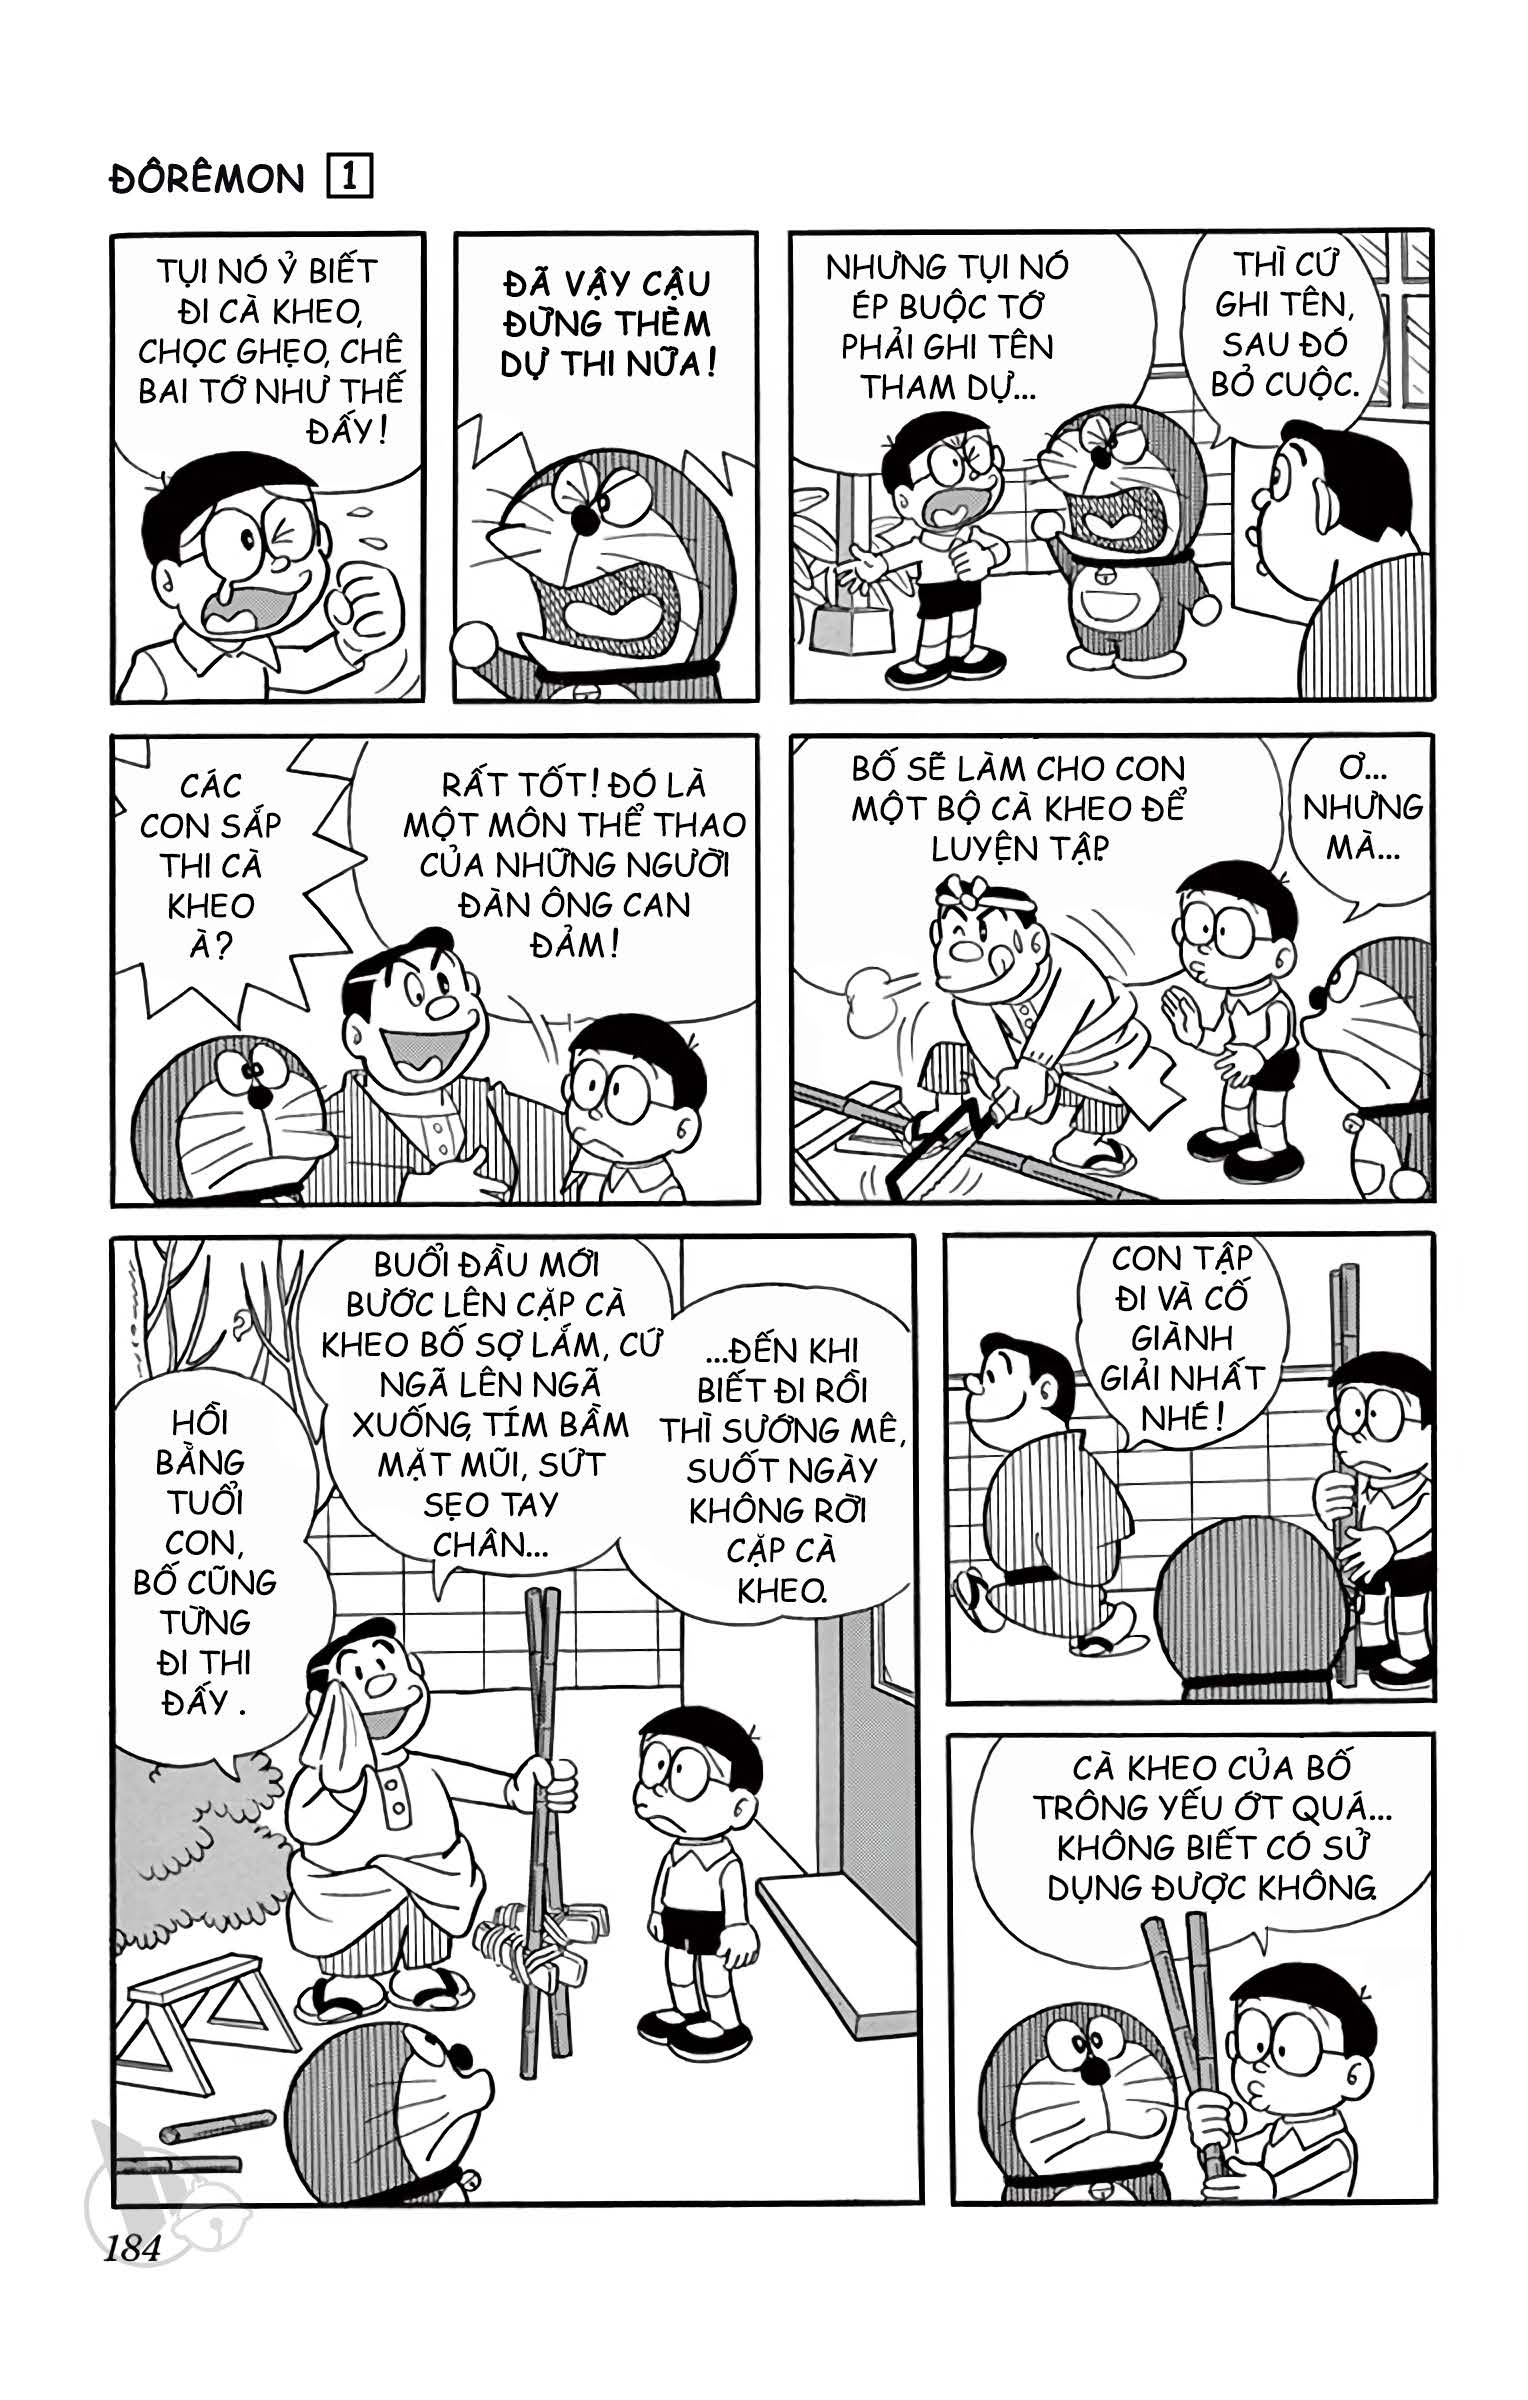 ĐÔRÊMON 1
TỤI NÓ Ỷ BIẾT
ĐI CÀ KHEO,
CHỌC GHẸO, CHÊ
BAI TỚ NHƯ THẾ
ĐẤY!
ĐÃ VẬY CẬU
ĐỪNG THÈM
DỰ THI NỮA!
NHƯNG TỤI NÓ
ÉP BUỘC TỚ
PHẢI GHI TÊN
THAM DỰ...
THÌ CỨ
GHI TÊN,
SAU ĐÓ
BỎ CUỘC.
CÁC
CON SẮP
THI CÀ
KHEO
À?
RẤT TỐT! ĐÓ LÀ
MỘT MÔN THỂ THAO
CỦA NHỮNG NGƯỜI
ĐÀN ÔNG CAN
ĐẢM!
BỐ SẼ LÀM CHO CON
MỘT BỘ CÀ KHEO ĐỂ
LUYỆN TẬP.
Ơ...
NHƯNG
MÀ...
HỒI
BẰNG
TUỔI
CON,
BỐ CŨNG
TỪNG
ĐI THI
ĐẤY .
BUỔI ĐẦU MỚI
BƯỚC LÊN CẶP CÀ
KHEO BỐ SỢ LẮM, CỨ
NGÃ LÊN NGÃ
XUỐNG, TÍM BẦM
MẶT MŨI, SỨT
SẸO TAY
CHÂN...
...ĐẾN KHI
BIẾT ĐI RỒI
THÌ SƯỚNG MÊ,
SUỐT NGÀY
KHÔNG RỜI
CẶP CÀ
KHEO.
CON TẬP
ĐI VÀ CỐ
GIÀNH
GIẢI NHẤT
NHÉ!
CÀ KHEO CỦA BỐ
TRÔNG YẾU ỚT QUÁ...
KHÔNG BIẾT CÓ SỬ
DỤNG ĐƯỢC KHÔNG.
184